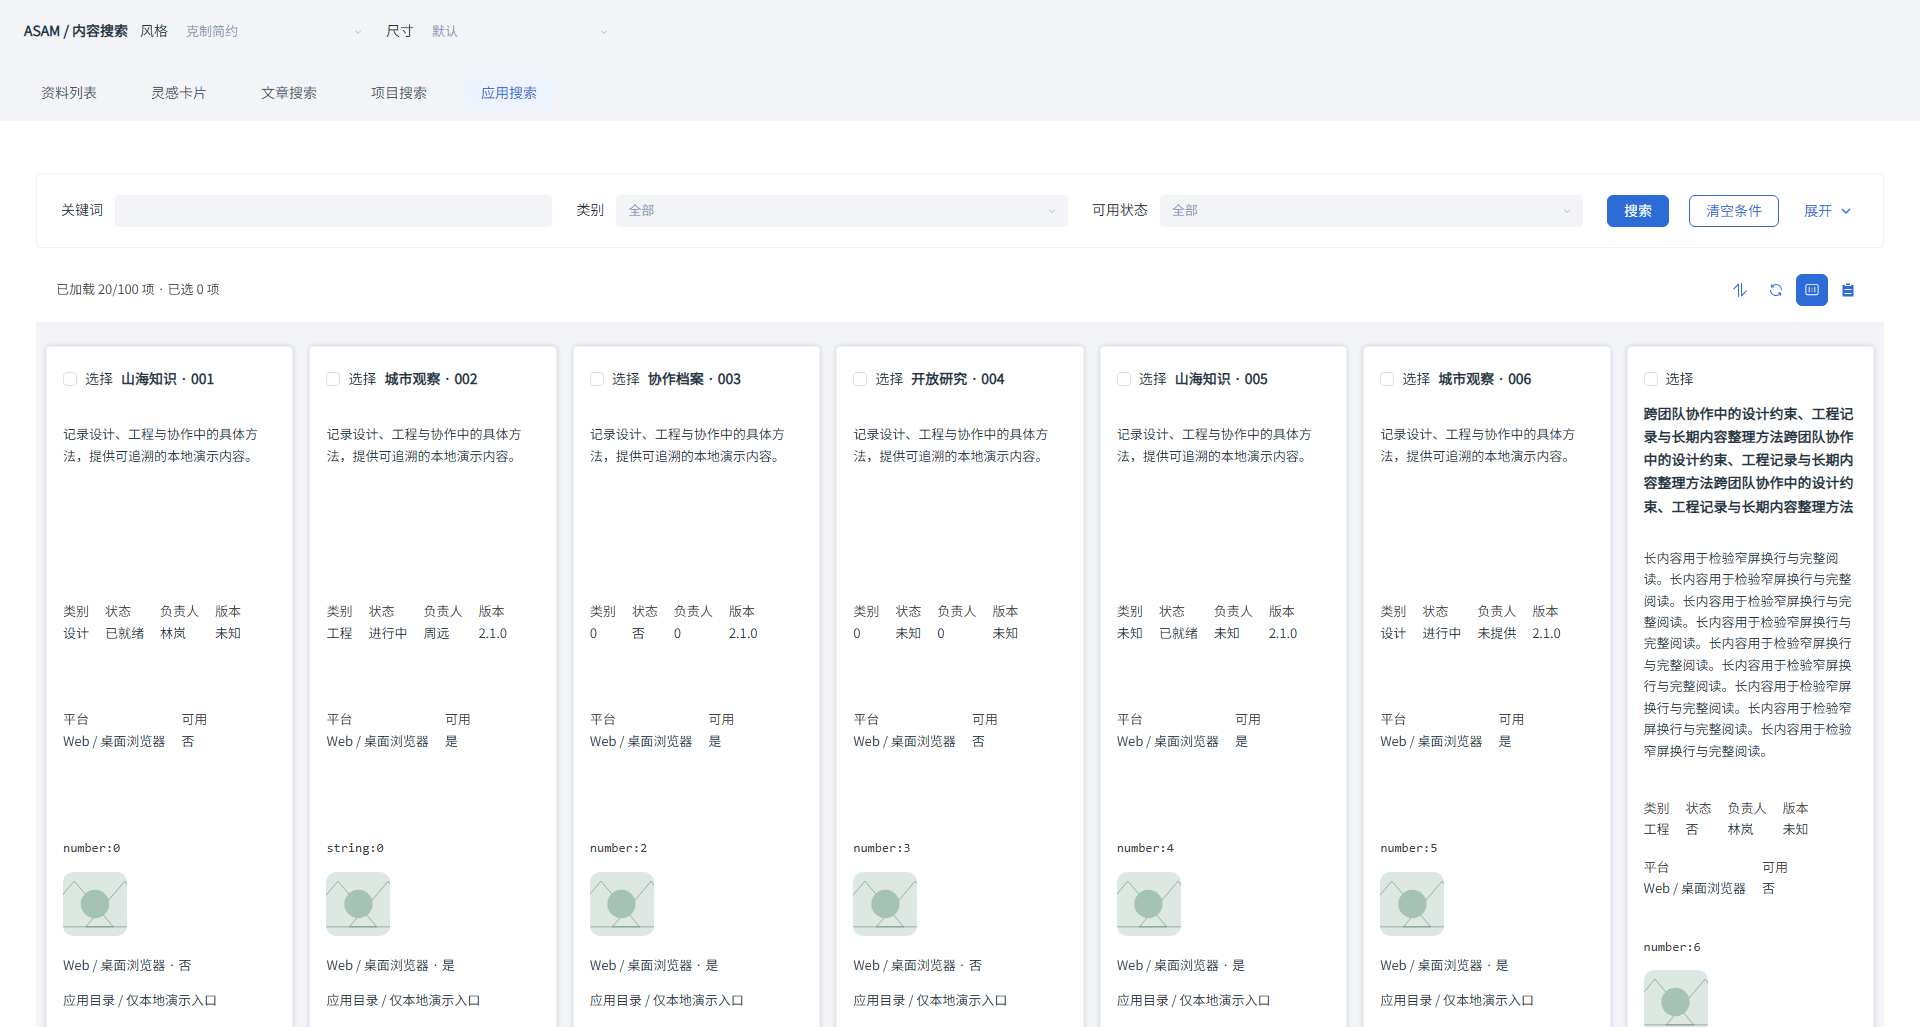 ASAM / 内容搜索 风格 克制简约 尺寸 默认
资料列表 灵感卡片 文章搜索 项目搜索 应用搜索
关键词 类别 全部 可用状态 全部 搜索 清空条件 展开
已加载 20/100 项 · 已选 0 项
选择 山海知识 · 001
记录设计、工程与协作中的具体方
法，提供可追溯的本地演示内容。
类别 状态 负责人 版本
设计 已就绪 林岚 未知
平台 可用
Web / 桌面浏览器 否
number:0
Web / 桌面浏览器 · 否
应用目录 / 仅本地演示入口
选择 城市观察 · 002
记录设计、工程与协作中的具体方
法，提供可追溯的本地演示内容。
类别 状态 负责人 版本
工程 进行中 周远 2.1.0
平台 可用
Web / 桌面浏览器 是
string:0
Web / 桌面浏览器 · 是
应用目录 / 仅本地演示入口
选择 协作档案 · 003
记录设计、工程与协作中的具体方
法，提供可追溯的本地演示内容。
类别 状态 负责人 版本
0 否 0 2.1.0
平台 可用
Web / 桌面浏览器 是
number:2
Web / 桌面浏览器 · 是
应用目录 / 仅本地演示入口
选择 开放研究 · 004
记录设计、工程与协作中的具体方
法，提供可追溯的本地演示内容。
类别 状态 负责人 版本
0 未知 0 未知
平台 可用
Web / 桌面浏览器 否
number:3
Web / 桌面浏览器 · 否
应用目录 / 仅本地演示入口
选择 山海知识 · 005
记录设计、工程与协作中的具体方
法，提供可追溯的本地演示内容。
类别 状态 负责人 版本
未知 已就绪 未知 2.1.0
平台 可用
Web / 桌面浏览器 是
number:4
Web / 桌面浏览器 · 是
应用目录 / 仅本地演示入口
选择 城市观察 · 006
记录设计、工程与协作中的具体方
法，提供可追溯的本地演示内容。
类别 状态 负责人 版本
设计 进行中 未提供 2.1.0
平台 可用
Web / 桌面浏览器 是
number:5
Web / 桌面浏览器 · 是
应用目录 / 仅本地演示入口
选择
跨团队协作中的设计约束、工程记
录与长期内容整理方法跨团队协作
中的设计约束、工程记录与长期内
容整理方法跨团队协作中的设计约
束、工程记录与长期内容整理方法
长内容用于检验窄屏换行与完整阅
读。长内容用于检验窄屏换行与完整
阅读。长内容用于检验窄屏换行与完
整阅读。长内容用于检验窄屏换行与
完整阅读。长内容用于检验窄屏换行
与完整阅读。长内容用于检验窄屏换
行与完整阅读。长内容用于检验窄屏
换行与完整阅读。长内容用于检验窄
屏换行与完整阅读。长内容用于检验
窄屏换行与完整阅读。
类别 状态 负责人 版本
工程 否 林岚 未知
平台 可用
Web / 桌面浏览器 否
number:6